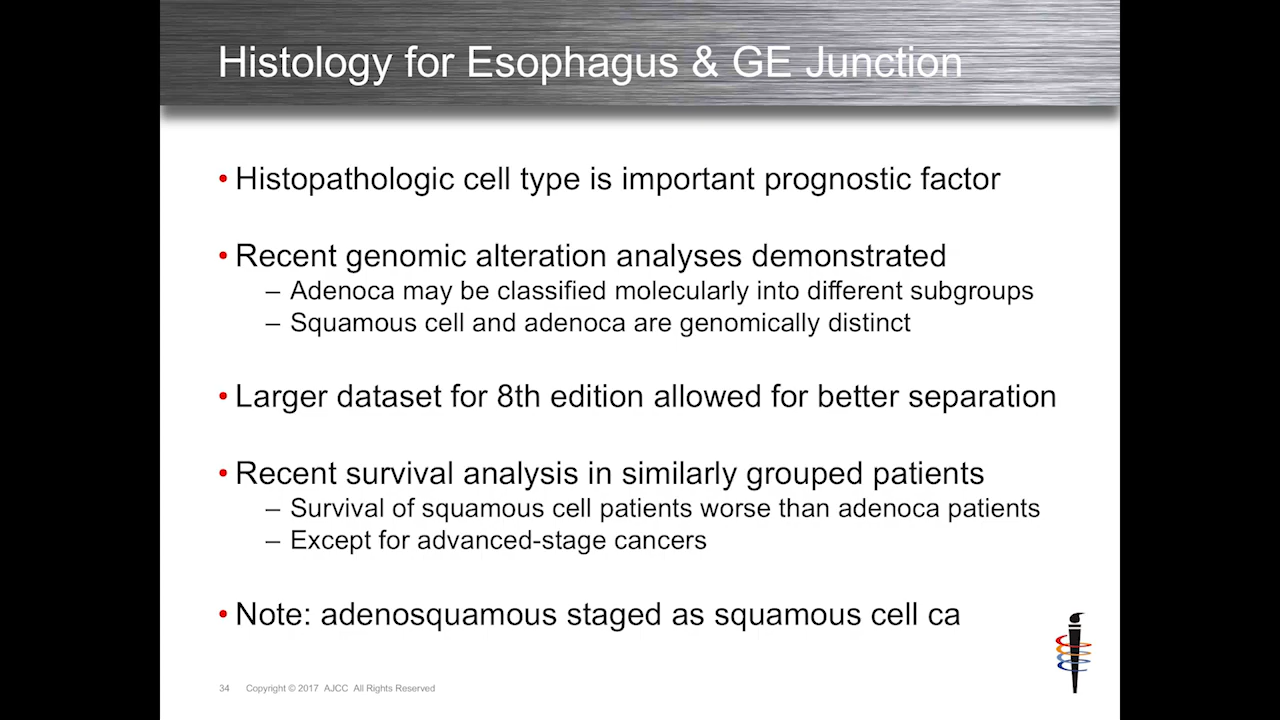 Histology for Esophagus & GE Junction
• Histopathologic cell type is important prognostic factor
• Recent genomic alteration analyses demonstrated
– Adenoca may be classified molecularly into different subgroups
– Squamous cell and adenoca are genomically distinct
• Larger dataset for 8th edition allowed for better separation
• Recent survival analysis in similarly grouped patients
– Survival of squamous cell patients worse than adenoca patients
– Except for advanced-stage cancers
• Note: adenosquamous staged as squamous cell ca
34 Copyright © 2017 AJCC All Rights Reserved